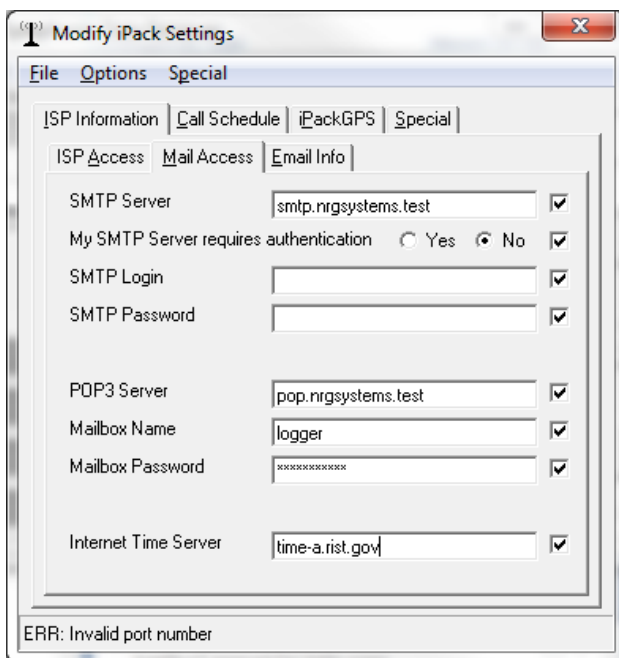 Modify iPack Settings
File Options Special
ISP Information Call Schedule iPackGPS Special
ISP Access Mail Access Email Info
SMTP Server smtp.nrgsystems.test
My SMTP Server requires authentication Yes No
SMTP Login
SMTP Password
POP3 Server pop.nrgsystems.test
Mailbox Name logger
Mailbox Password ***********
Internet Time Server time-a.rist.gov
ERR: Invalid port number